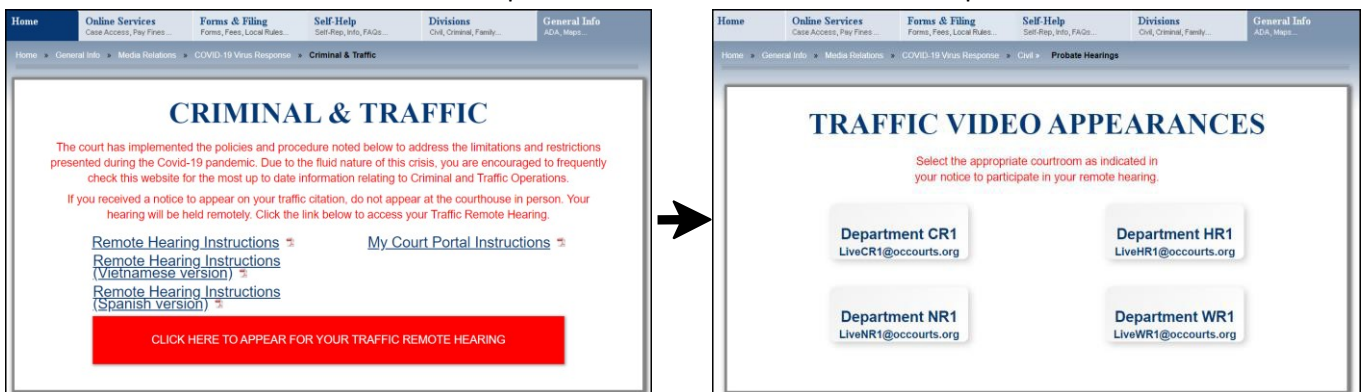 Home Online Services Forms & Filing Self-Help Divisions General Info
Case Access, Pay Fines ... Forms, Fees, Local Rules... Self-Rep, Info, FAQs... Civil, Criminal, Family... ADA, Maps...
Home » General Info » Media Relations » COVID-19 Virus Response » Criminal & Traffic
CRIMINAL & TRAFFIC
The court has implemented the policies and procedure noted below to address the limitations and restrictions
presented during the Covid-19 pandemic. Due to the fluid nature of this crisis, you are encouraged to frequently
check this website for the most up to date information relating to Criminal and Traffic Operations.
If you received a notice to appear on your traffic citation, do not appear at the courthouse in person. Your
hearing will be held remotely. Click the link below to access your Traffic Remote Hearing.
Remote Hearing Instructions My Court Portal Instructions
Remote Hearing Instructions
(Vietnamese version)
Remote Hearing Instructions
(Spanish version)
CLICK HERE TO APPEAR FOR YOUR TRAFFIC REMOTE HEARING
Home Online Services Forms & Filing Self-Help Divisions General Info
Case Access, Pay Fines ... Forms, Fees, Local Rules... Self-Rep, Info, FAQs... Civil, Criminal, Family... ADA, Maps...
Home » General Info » Media Relations » COVID-19 Virus Response » Civil » Probate Hearings
TRAFFIC VIDEO APPEARANCES
Select the appropriate courtroom as indicated in
your notice to participate in your remote hearing.
Department CR1 Department HR1
LiveCR1@occourts.org LiveHR1@occourts.org
Department NR1 Department WR1
LiveNR1@occourts.org LiveWR1@occourts.org